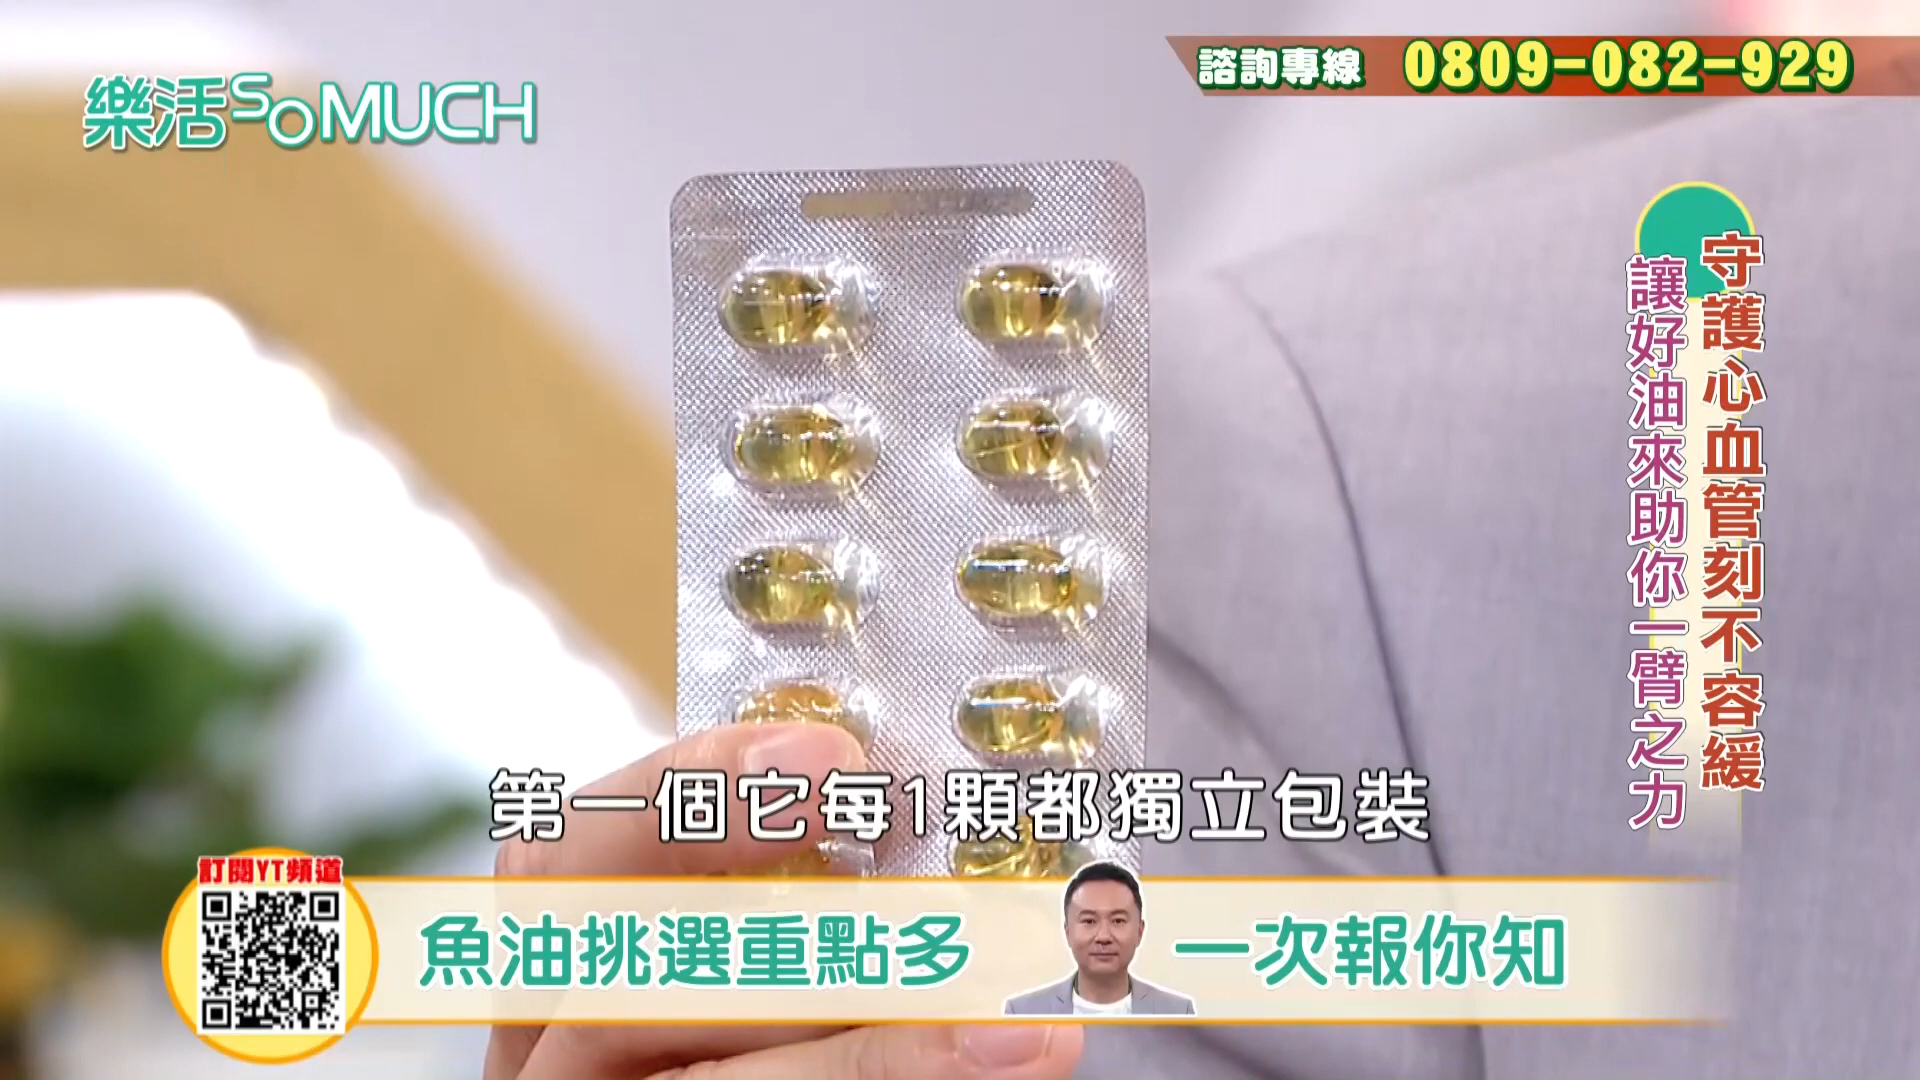 樂活SOMUCH
諮詢專線 0809-082-929
守護心血管刻不容緩
讓好油來助你一臂之力
第一個它每1顆都獨立包裝
訂閱YT頻道
魚油挑選重點多 一次報你知